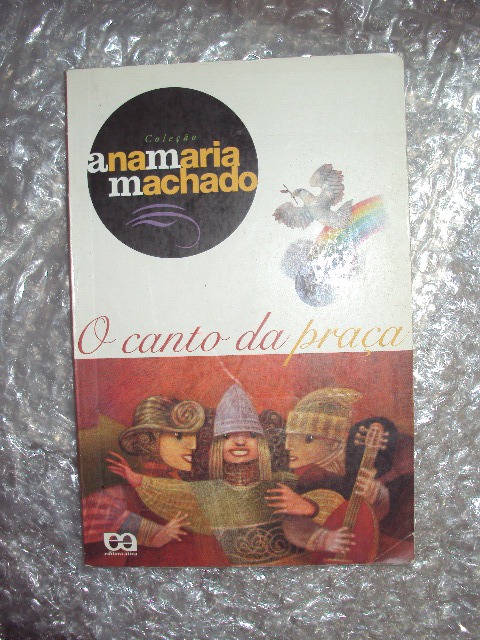 Coleção
anamaria
machado
O canto da praça
editora ática